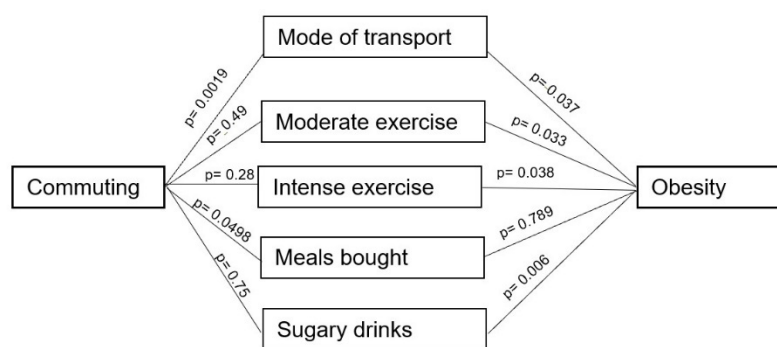 Mode of transport
p= 0.0019
p= 0.037
Moderate exercise
p= 0.49
p= 0.033
Commuting
p= 0.28
Intense exercise
p= 0.038
Obesity
p= 0.0498
Meals bought
p= 0.789
p= 0.75
Sugary drinks
p= 0.006